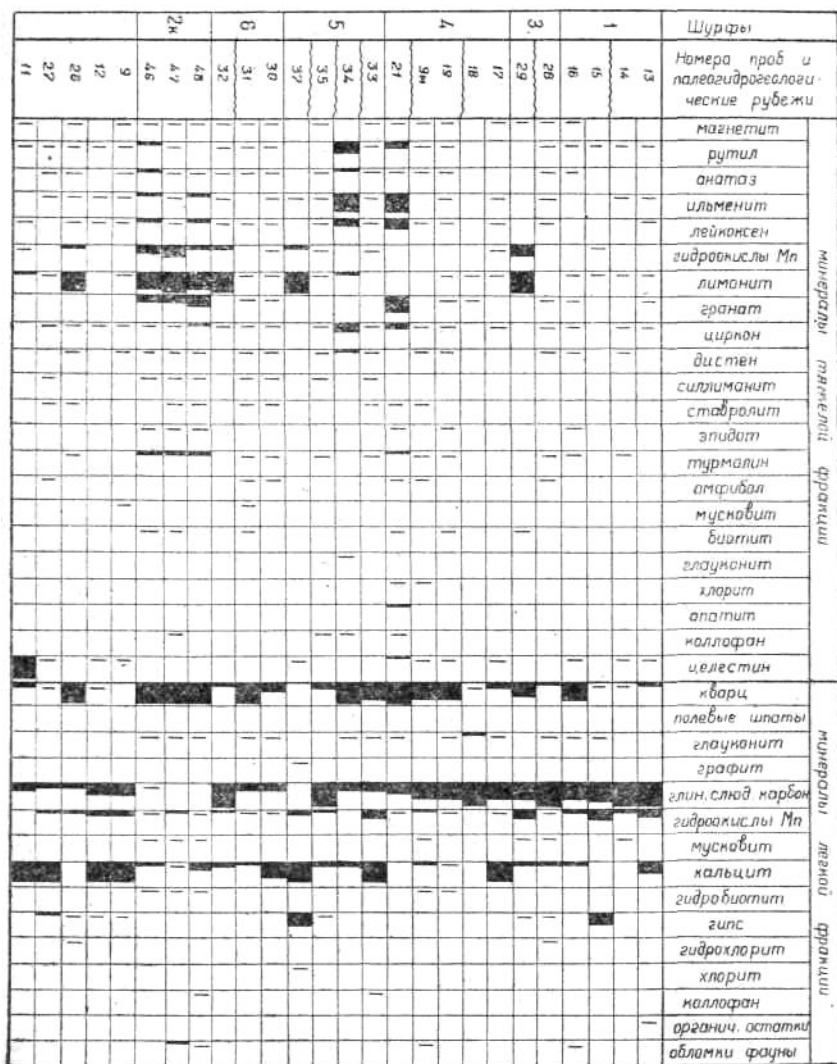 2к 6 5 4 3 1 Шурфы
11 27 26 12 9 46 47 48 32 31 30 37 35 34 33 21 9м 19 18 17 29 28 16 15 14 13
Номера проб и
палеогидрогеологи-
ческие рубежи
магнетит
рутил
анатаз
ильменит
лейкоксен
гидроокислы Mn
лимонит
гранат
циркон
дистен
силлиманит
ставролит
эпидот
турмалин
амфибол
мусковит
биотит
глауконит
хлорит
апатит
коллофан
целестин
минералы тяжелой фракции
кварц
полевые шпаты
глауконит
графит
глин. слюд. карбон
гидроокислы Mn
мусковит
кальцит
гидробиотит
гипс
гидрохлорит
хлорит
коллофан
органич. остатки
обломки фауны
минералы легкой фракции